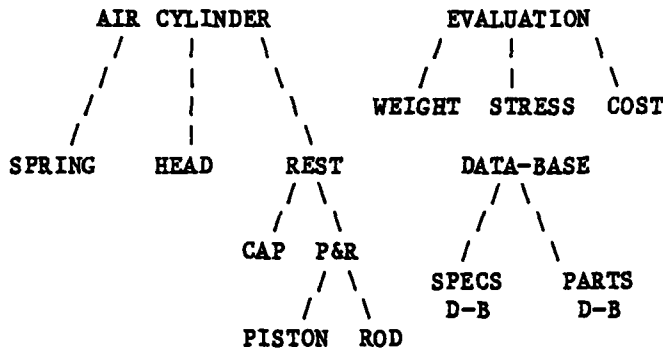 AIR CYLINDER
EVALUATION
WEIGHT STRESS COST
SPRING HEAD REST
DATA-BASE
CAP P&R
SPECS D-B
PARTS D-B
PISTON ROD